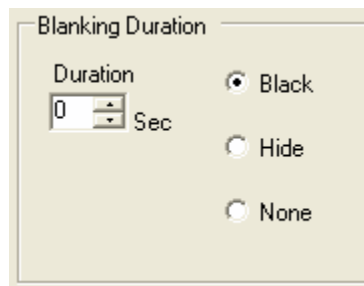 Blanking Duration
Duration
0 Sec
Black
Hide
None